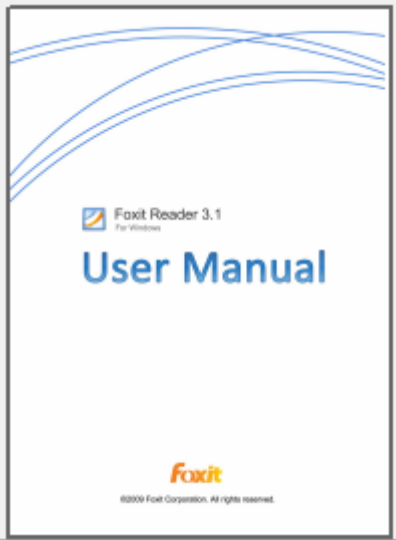 Foxit Reader 3.1
For Windows
User Manual
foxit
©2009 Foxit Corporation. All rights reserved.